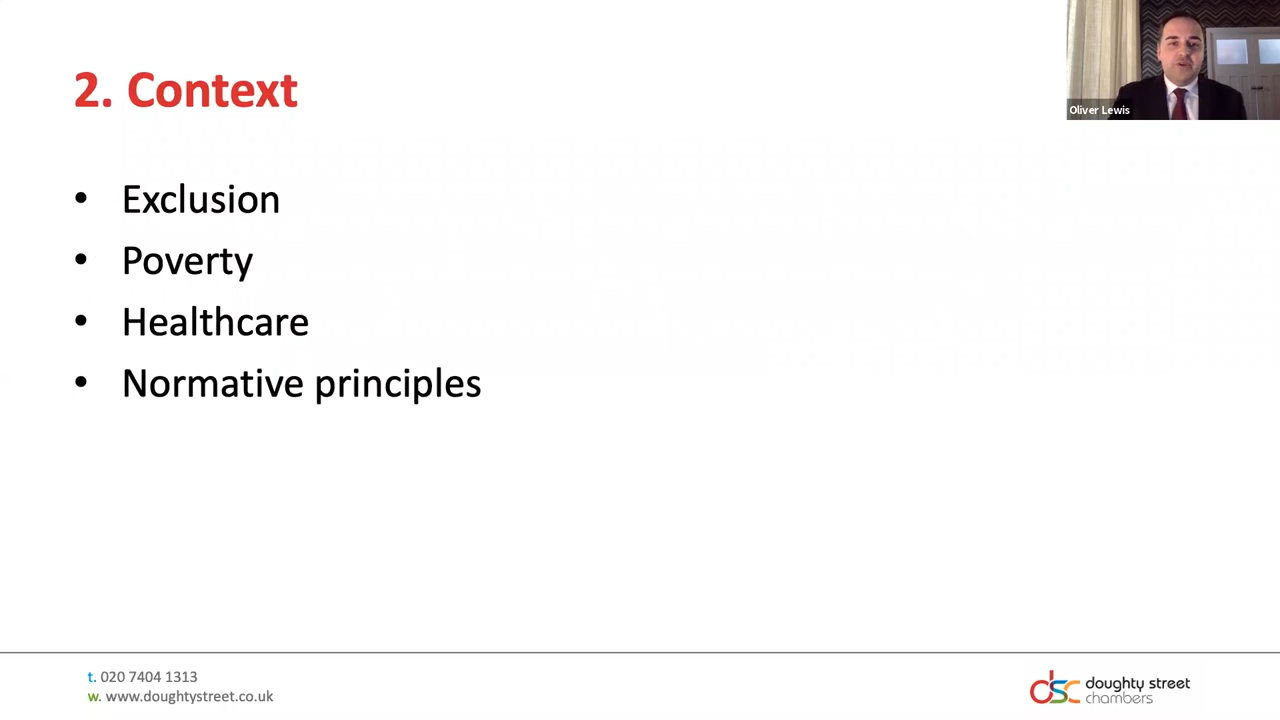 2. Context
Oliver Lewis
• Exclusion
• Poverty
• Healthcare
• Normative principles
t. 020 7404 1313
w. www.doughtystreet.co.uk
dsc doughty street
chambers